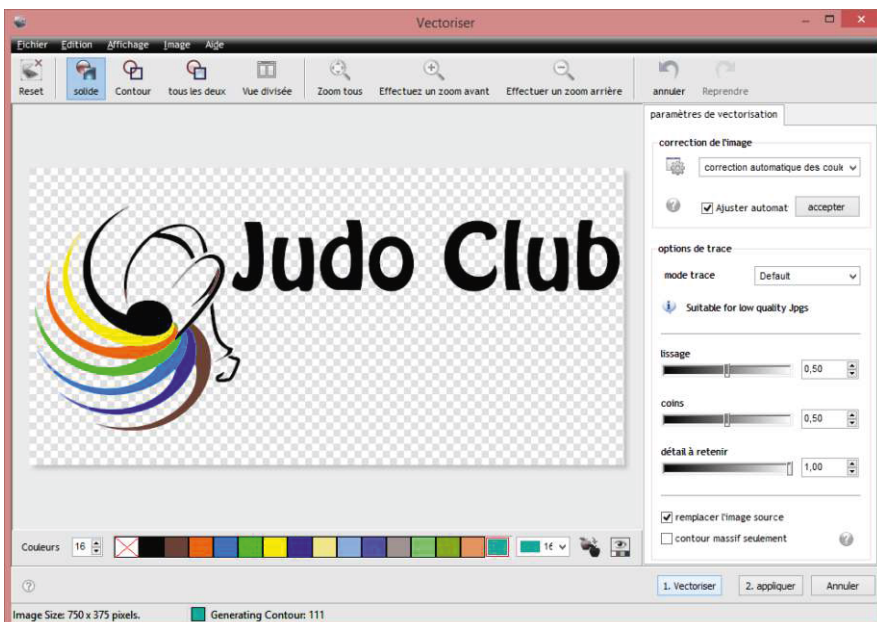 Vectoriser
Fichier Edition Affichage Image Aide
Reset solide Contour tous les deux Vue divisée Zoom tous Effectuez un zoom avant Effectuer un zoom arrière annuler Reprendre
paramètres de vectorisation
correction de l'image
correction automatique des coule
Ajuster automat accepter
Judo Club
options de trace
mode trace Default
Suitable for low quality Jpgs
lissage
0,50
coins
0,50
détail à retenir
1,00
remplacer l'image source
contour massif seulement
Couleurs 16 16
1. Vectoriser 2. appliquer Annuler
Image Size: 750 x 375 pixels. Generating Contour: 111